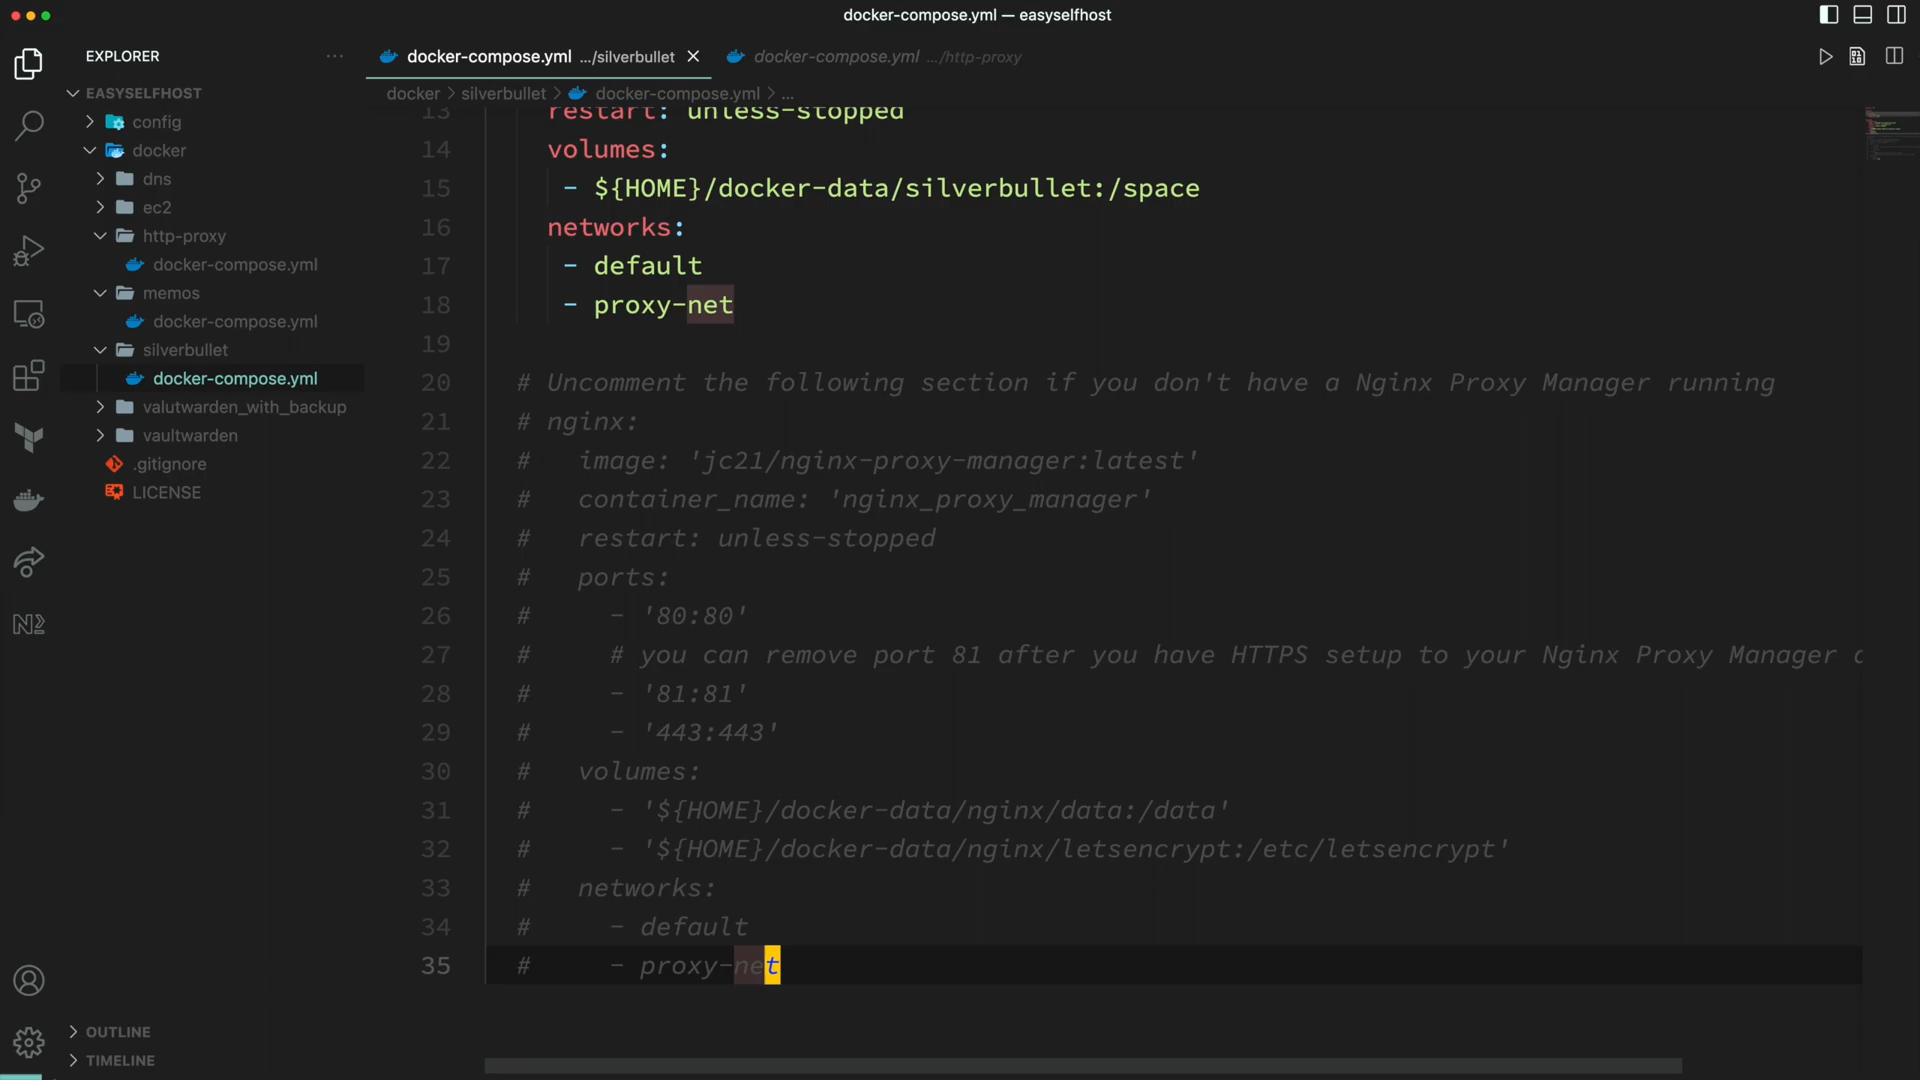 docker-compose.yml — easyselfhost
EXPLORER
EASYSELFHOST
config
docker
dns
ec2
http-proxy
docker-compose.yml
memos
docker-compose.yml
silverbullet
docker-compose.yml
valutwarden_with_backup
vaultwarden
.gitignore
LICENSE
OUTLINE
TIMELINE
docker-compose.yml .../silverbullet
docker-compose.yml .../http-proxy
docker > silverbullet > docker-compose.yml > ...
13 restart: unless-stopped
14 volumes:
15 - ${HOME}/docker-data/silverbullet:/space
16 networks:
17 - default
18 - proxy-net
19
20 # Uncomment the following section if you don't have a Nginx Proxy Manager running
21 # nginx:
22 # image: 'jc21/nginx-proxy-manager:latest'
23 # container_name: 'nginx_proxy_manager'
24 # restart: unless-stopped
25 # ports:
26 # - '80:80'
27 # # you can remove port 81 after you have HTTPS setup to your Nginx Proxy Manager
28 # - '81:81'
29 # - '443:443'
30 # volumes:
31 # - '${HOME}/docker-data/nginx/data:/data'
32 # - '${HOME}/docker-data/nginx/letsencrypt:/etc/letsencrypt'
33 # networks:
34 # - default
35 # - proxy-net